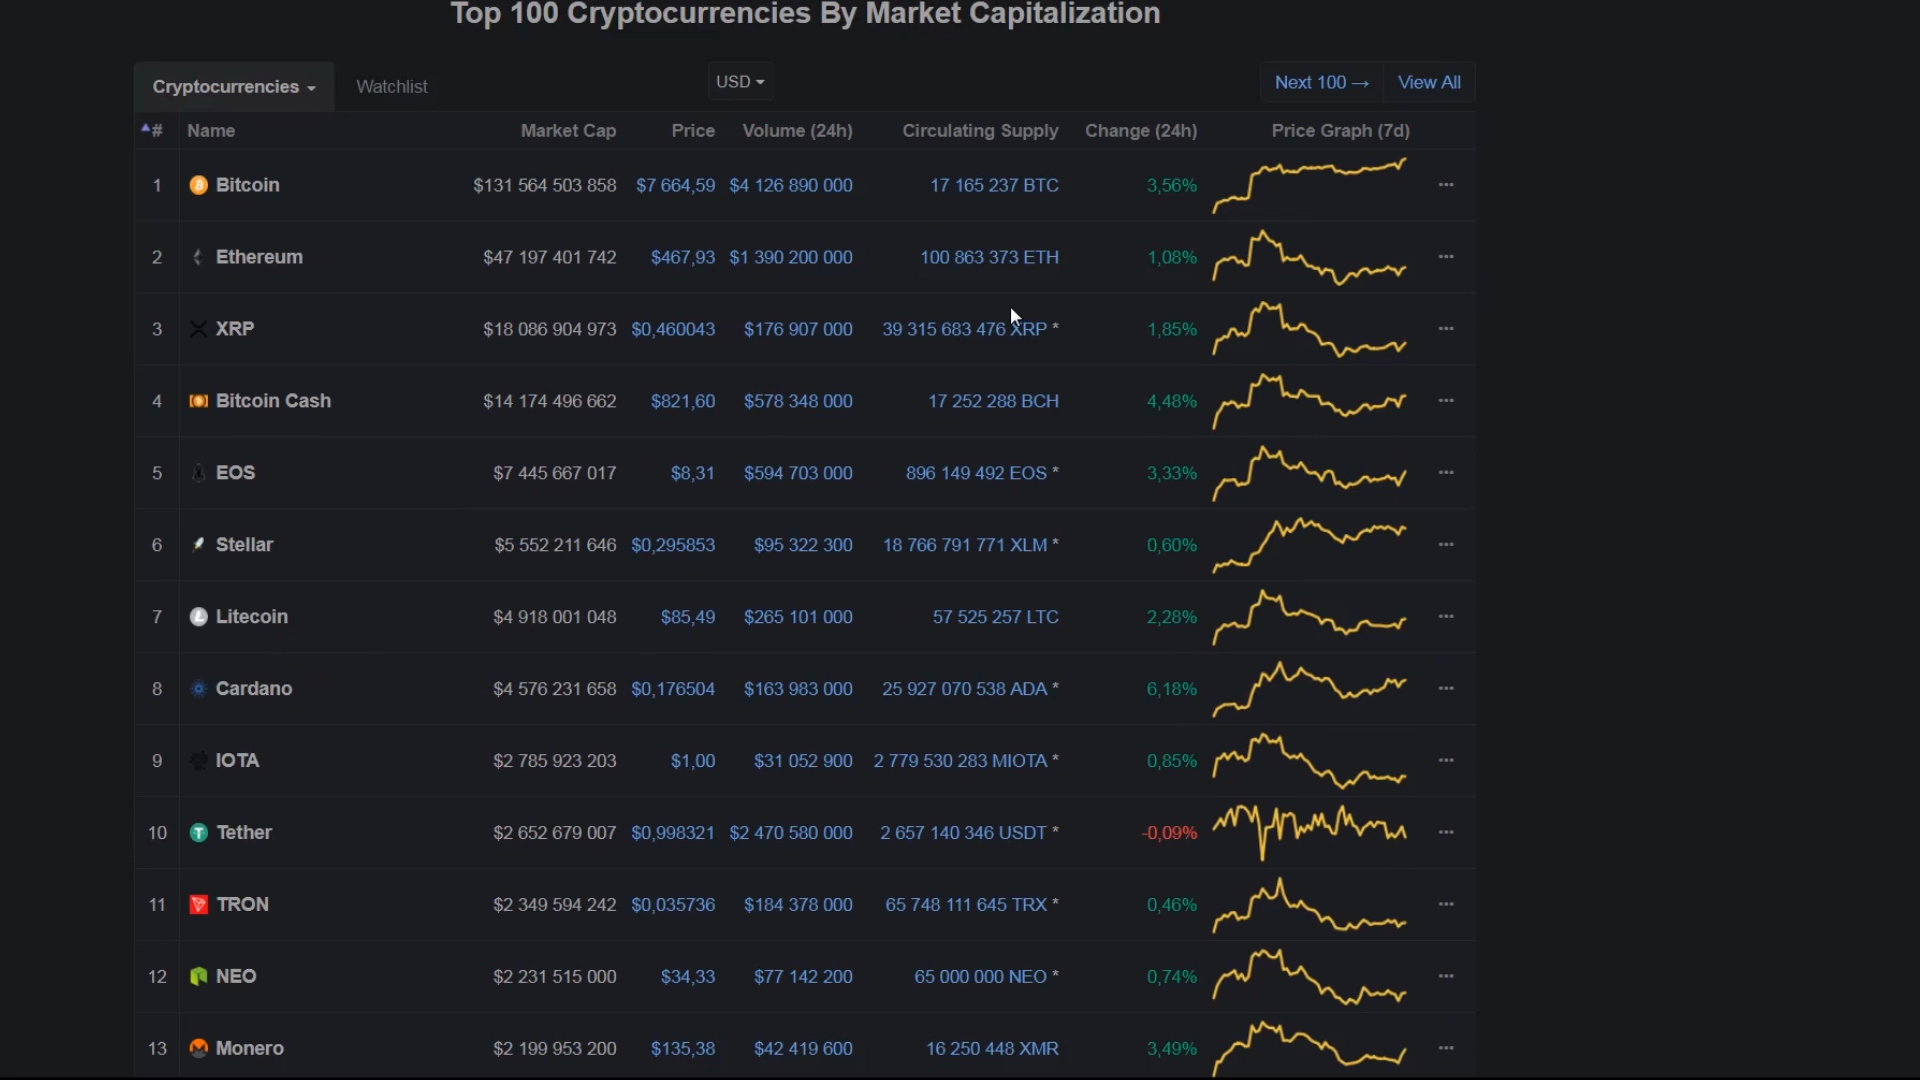 Top 100 Cryptocurrencies By Market Capitalization
Cryptocurrencies Watchlist USD Next 100 → View All
# Name Market Cap Price Volume (24h) Circulating Supply Change (24h) Price Graph (7d)
1 Bitcoin $131 564 503 858 $7 664,59 $4 126 890 000 17 165 237 BTC 3,56%
2 Ethereum $47 197 401 742 $467,93 $1 390 200 000 100 863 373 ETH 1,08%
3 XRP $18 086 904 973 $0,460043 $176 907 000 39 315 683 476 XRP * 1,85%
4 Bitcoin Cash $14 174 496 662 $821,60 $578 348 000 17 252 288 BCH 4,48%
5 EOS $7 445 667 017 $8,31 $594 703 000 896 149 492 EOS * 3,33%
6 Stellar $5 552 211 646 $0,295853 $95 322 300 18 766 791 771 XLM * 0,60%
7 Litecoin $4 918 001 048 $85,49 $265 101 000 57 525 257 LTC 2,28%
8 Cardano $4 576 231 658 $0,176504 $163 983 000 25 927 070 538 ADA * 6,18%
9 IOTA $2 785 923 203 $1,00 $31 052 900 2 779 530 283 MIOTA * 0,85%
10 Tether $2 652 679 007 $0,998321 $2 470 580 000 2 657 140 346 USDT * -0,09%
11 TRON $2 349 594 242 $0,035736 $184 378 000 65 748 111 645 TRX * 0,46%
12 NEO $2 231 515 000 $34,33 $77 142 200 65 000 000 NEO * 0,74%
13 Monero $2 199 953 200 $135,38 $42 419 600 16 250 448 XMR 3,49%